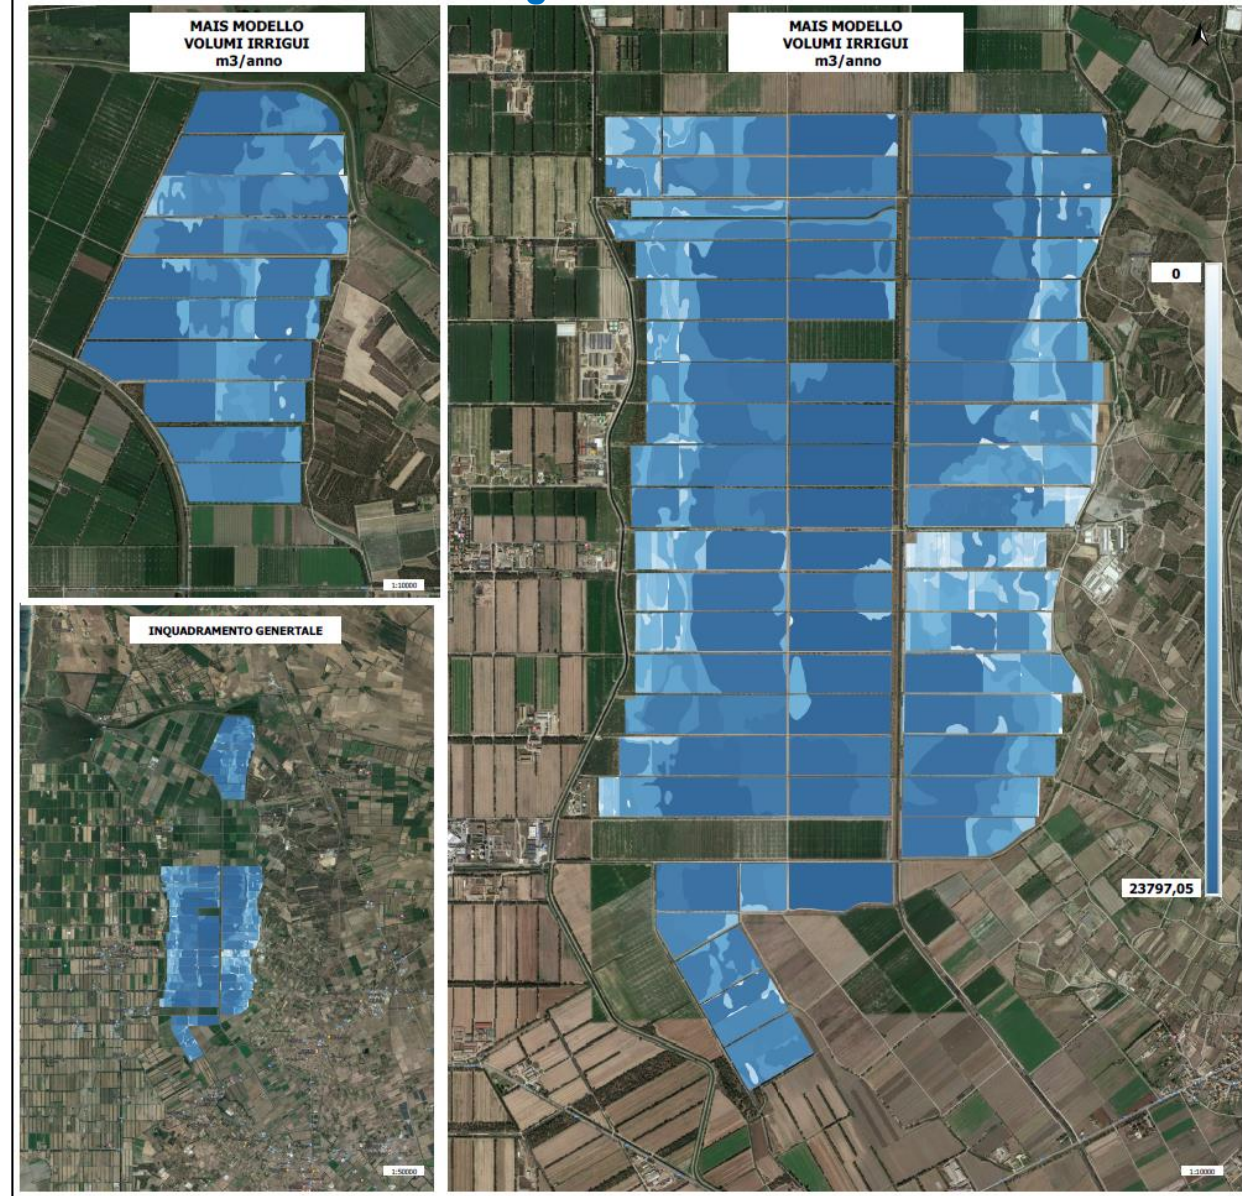 MAIS MODELLO
VOLUMI IRRIGUI
m3/anno
1:10000
INQUADRAMENTO GENERTALE
1:50000
MAIS MODELLO
VOLUMI IRRIGUI
m3/anno
0
23797,05
1:10000